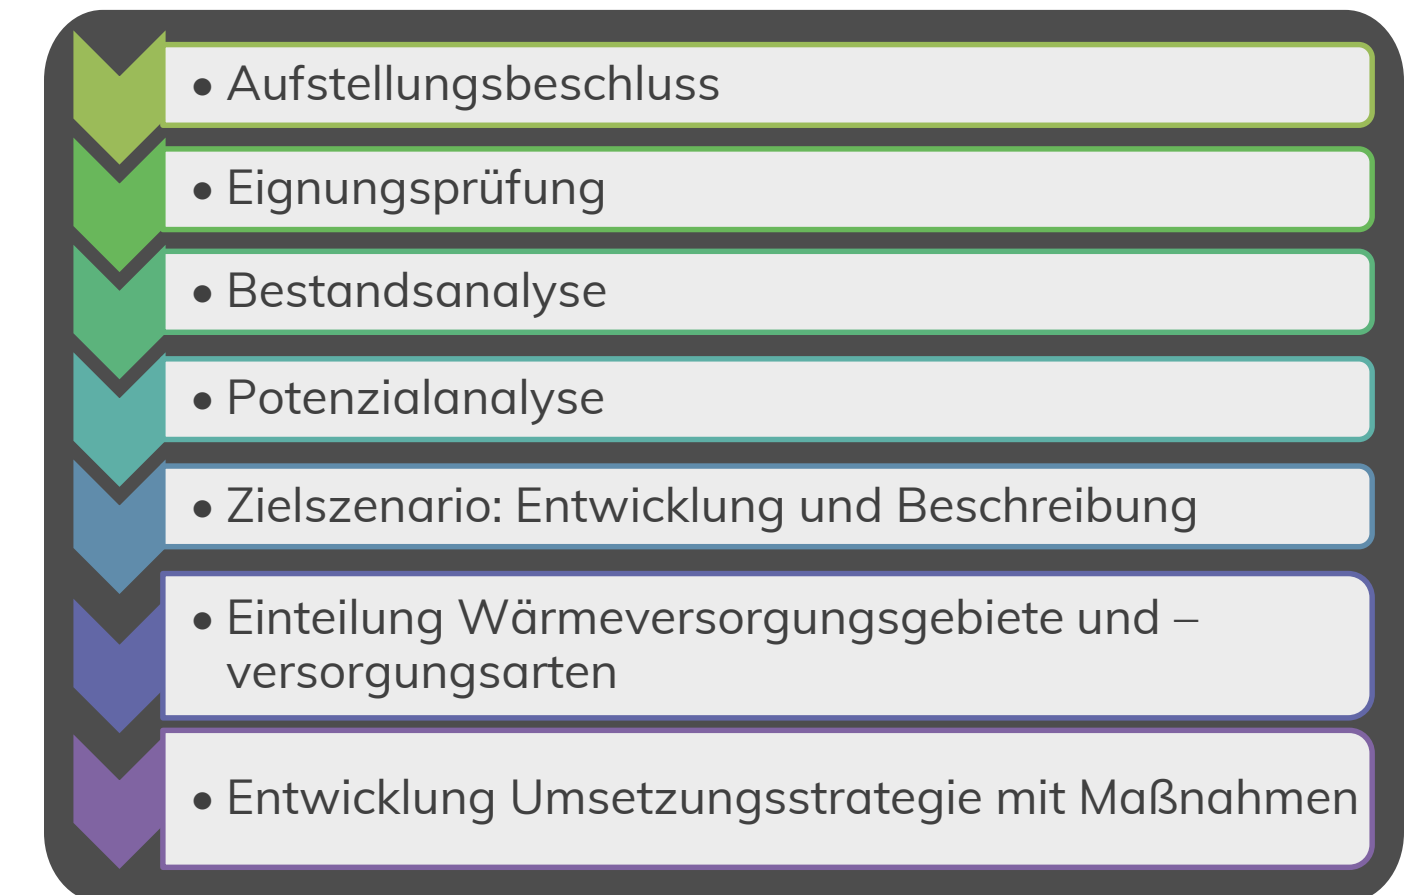 • Aufstellungsbeschluss
• Eignungsprüfung
• Bestandsanalyse
• Potenzialanalyse
• Zielszenario: Entwicklung und Beschreibung
• Einteilung Wärmeversorgungsgebiete und –
versorgungsarten
• Entwicklung Umsetzungsstrategie mit Maßnahmen